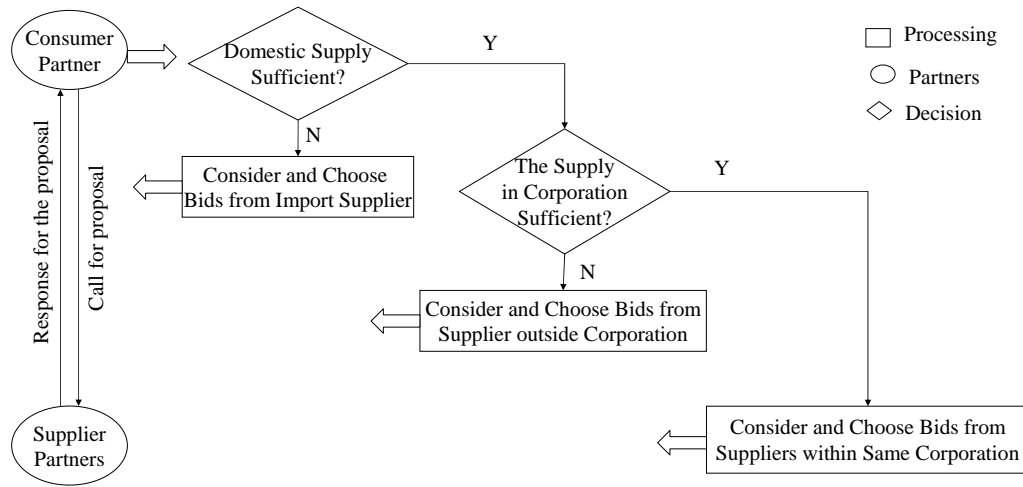 Consumer
Partner
Domestic Supply
Sufficient?
Y
Processing
Partners
Decision
N
Consider and Choose
Bids from Import Supplier
The Supply
in Corporation
Sufficient?
Y
Response for the proposal
Call for proposal
N
Consider and Choose Bids from
Supplier outside Corporation
Supplier
Partners
Consider and Choose Bids from
Suppliers within Same Corporation